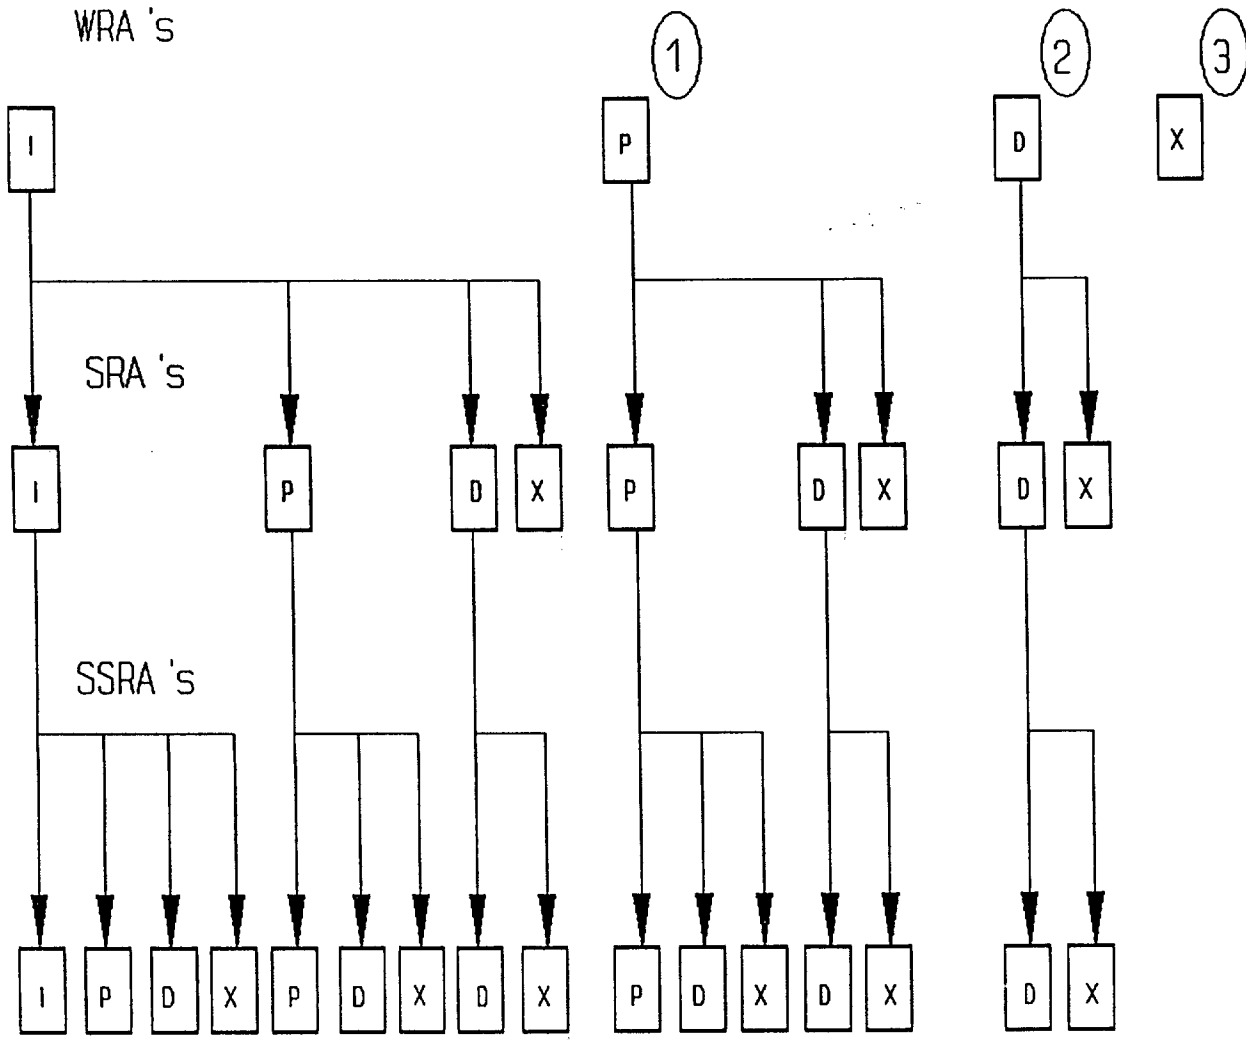 WRA 's
1
2
3
I
P
D
X
SRA 's
I P D X P D X D X
SSRA 's
I P D X P D X D X P D X D X D X